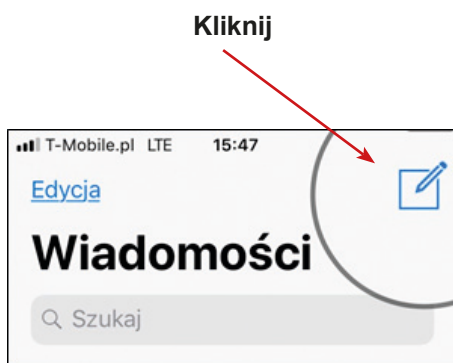 Kliknij
T-Mobile.pl LTE 15:47
Edycja
Wiadomości
Szukaj